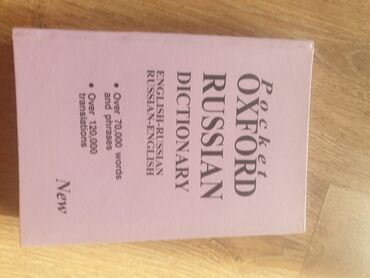 Pocket
OXFORD
RUSSIAN
DICTIONARY
ENGLISH-RUSSIAN
RUSSIAN-ENGLISH
• Over 70,000 words
and phrases
• Over 120,000
translations
New